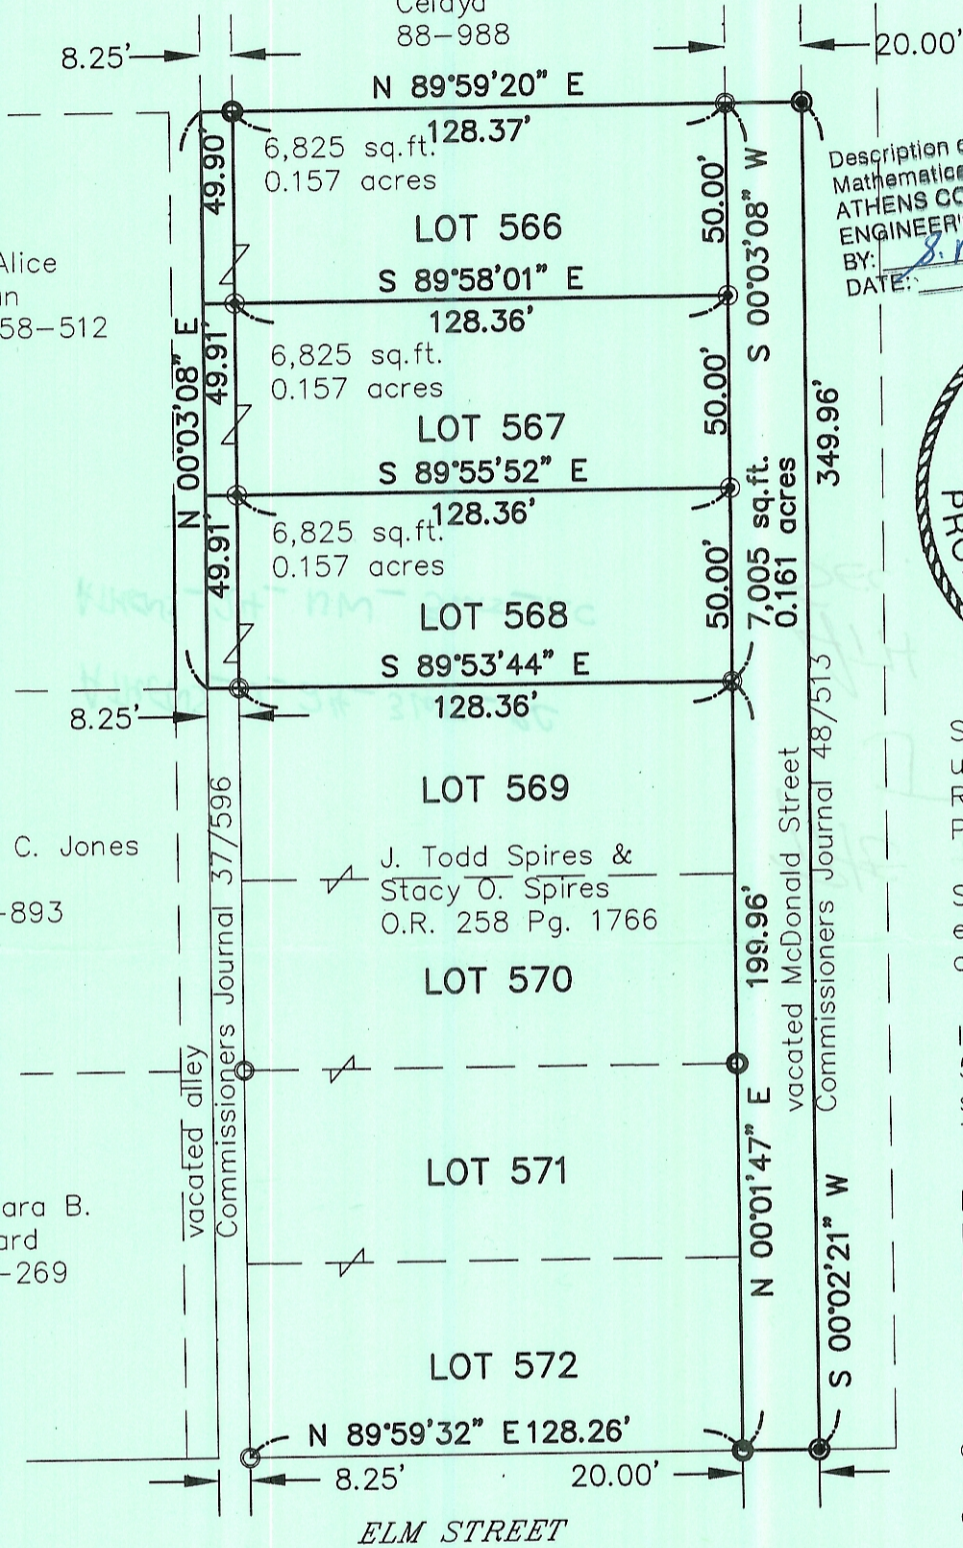 88-988
8.25'
20.00'
N 89°59'20" E
128.37'
6,825 sq.ft.
0.157 acres
49.90'
LOT 566
50.00'
S 00°03'08" W
Description
ATHENS
BY:
DATE:
Alice
58-512
S 89°58'01" E
128.36'
N 00°03'08" E
49.91'
6,825 sq.ft.
0.157 acres
LOT 567
50.00'
349.96'
S 89°55'52" E
128.36'
49.91'
6,825 sq.ft.
0.157 acres
LOT 568
50.00'
7,005 sq.ft.
0.161 acres
S 89°53'44" E
128.36'
8.25'
LOT 569
C. Jones
-893
J. Todd Spires &
Stacy O. Spires
O.R. 258 Pg. 1766
LOT 570
199.96'
N 00°01'47" E
vacated McDonald Street
Commissioners Journal 48/513
vacated alley
Commissioners Journal 37/596
LOT 571
B.
-269
S 00°02'21" W
LOT 572
N 89°59'32" E 128.26'
8.25'
20.00'
ELM STREET